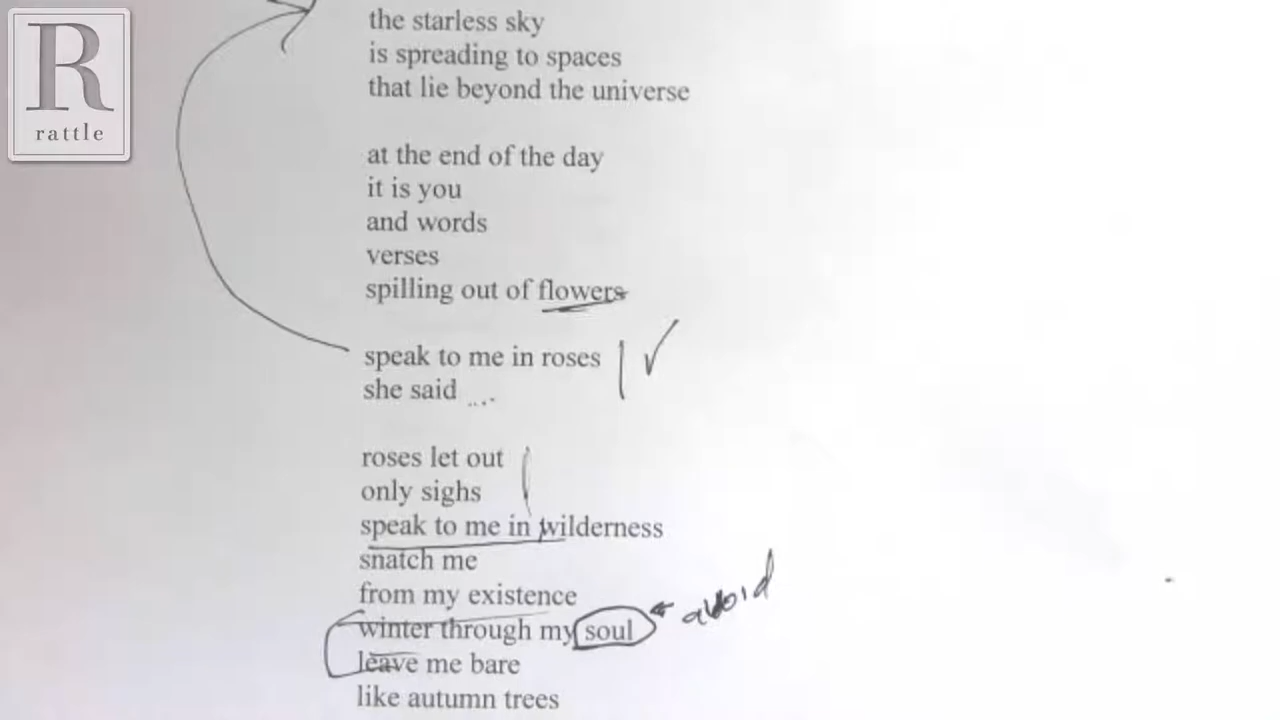 R
rattle
the starless sky
is spreading to spaces
that lie beyond the universe
at the end of the day
it is you
and words
verses
spilling out of flowers
speak to me in roses
she said ....
roses let out
only sighs
speak to me in wilderness
snatch me
from my existence
winter through my soul
avoid
leave me bare
like autumn trees